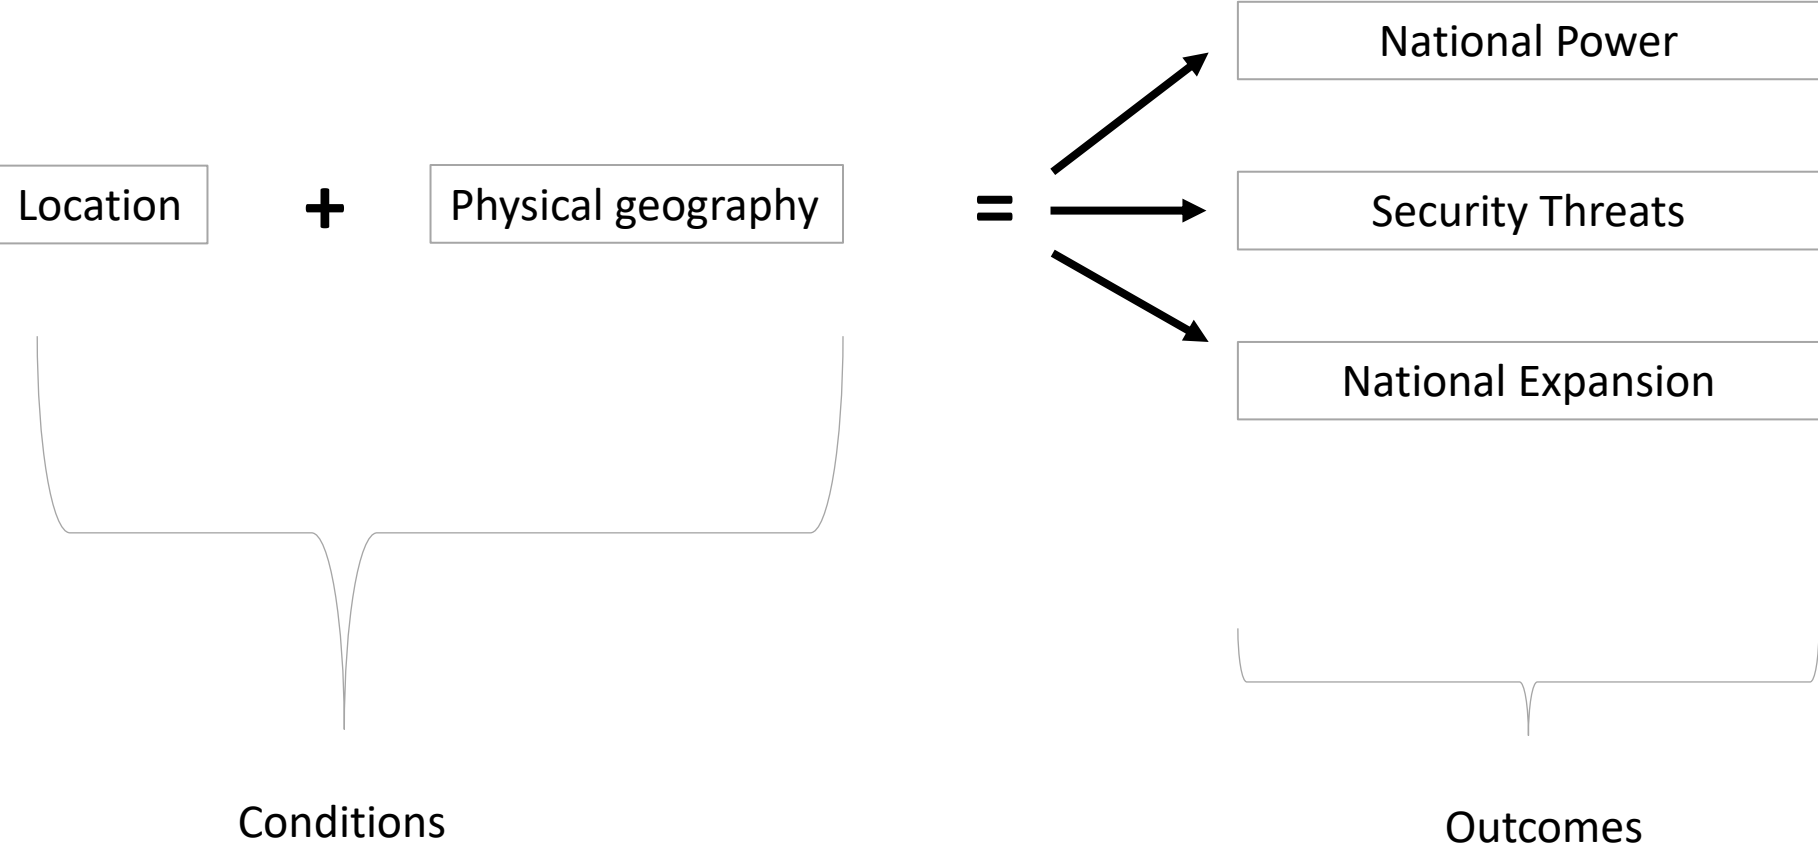 National Power
Location + Physical geography =
Security Threats
National Expansion
Conditions
Outcomes